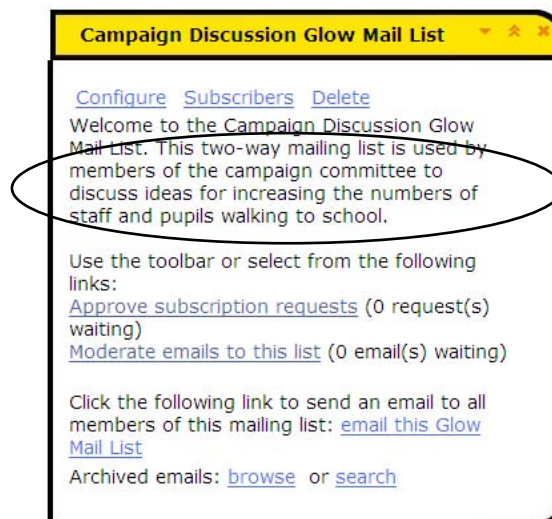 Campaign Discussion Glow Mail List
Configure Subscribers Delete
Welcome to the Campaign Discussion Glow
Mail List. This two-way mailing list is used by
members of the campaign committee to
discuss ideas for increasing the numbers of
staff and pupils walking to school.
Use the toolbar or select from the following
links:
Approve subscription requests (0 request(s)
waiting)
Moderate emails to this list (0 email(s) waiting)
Click the following link to send an email to all
members of this mailing list: email this Glow
Mail List
Archived emails: browse or search